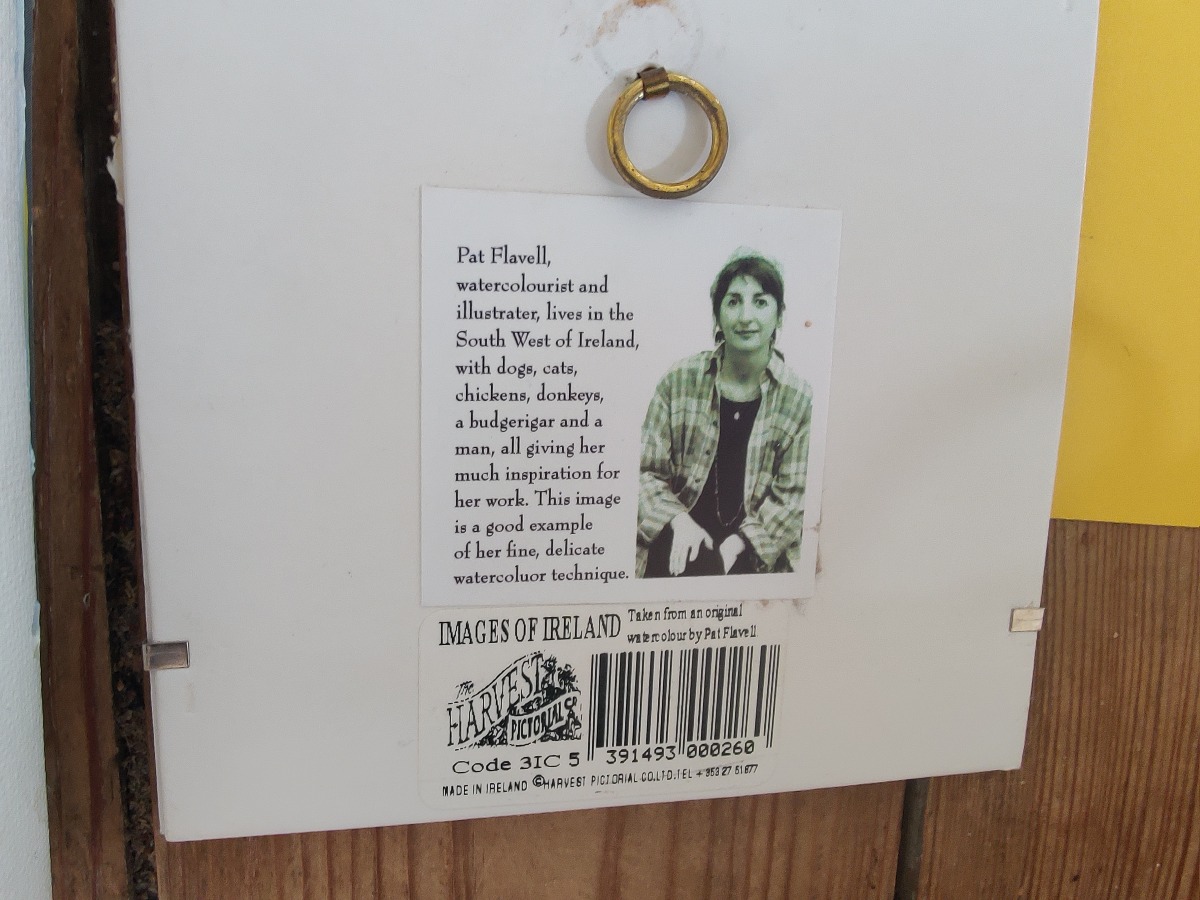 Pat Flavell,
watercolourist and
illustrater, lives in the
South West of Ireland,
with dogs, cats,
chickens, donkeys,
a budgerigar and a
man, all giving her
much inspiration for
her work. This image
is a good example
of her fine, delicate
watercoluor technique.
IMAGES OF IRELAND
Taken from an original
watercolour by Pat Flavell
The
HARVEST
PICTORIAL CO
Code 3IC 5 391493 000260
MADE IN IRELAND ©HARVEST PICTORIAL CO.LTD.TEL + 353 27 51877